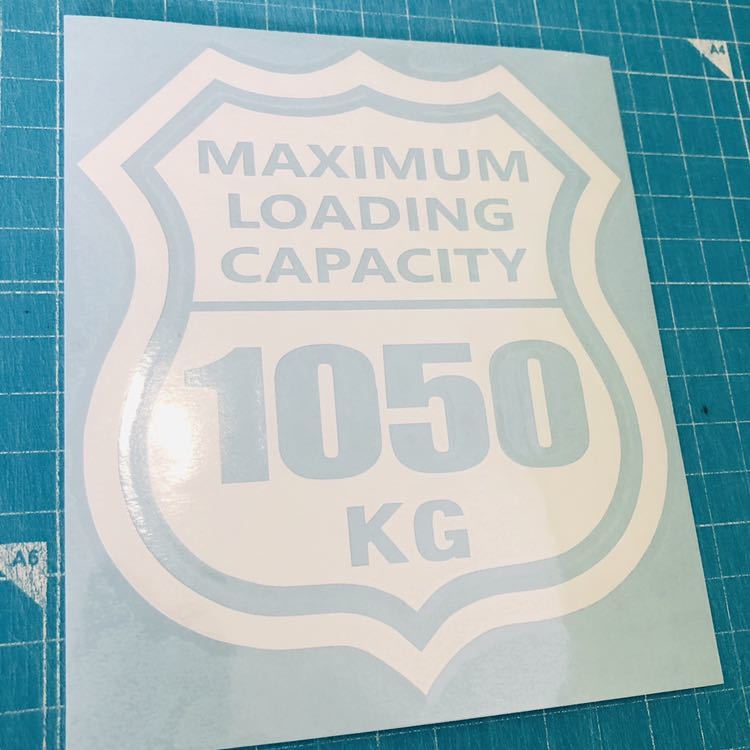 A4
MAXIMUM
LOADING
CAPACITY
1050
KG
A6